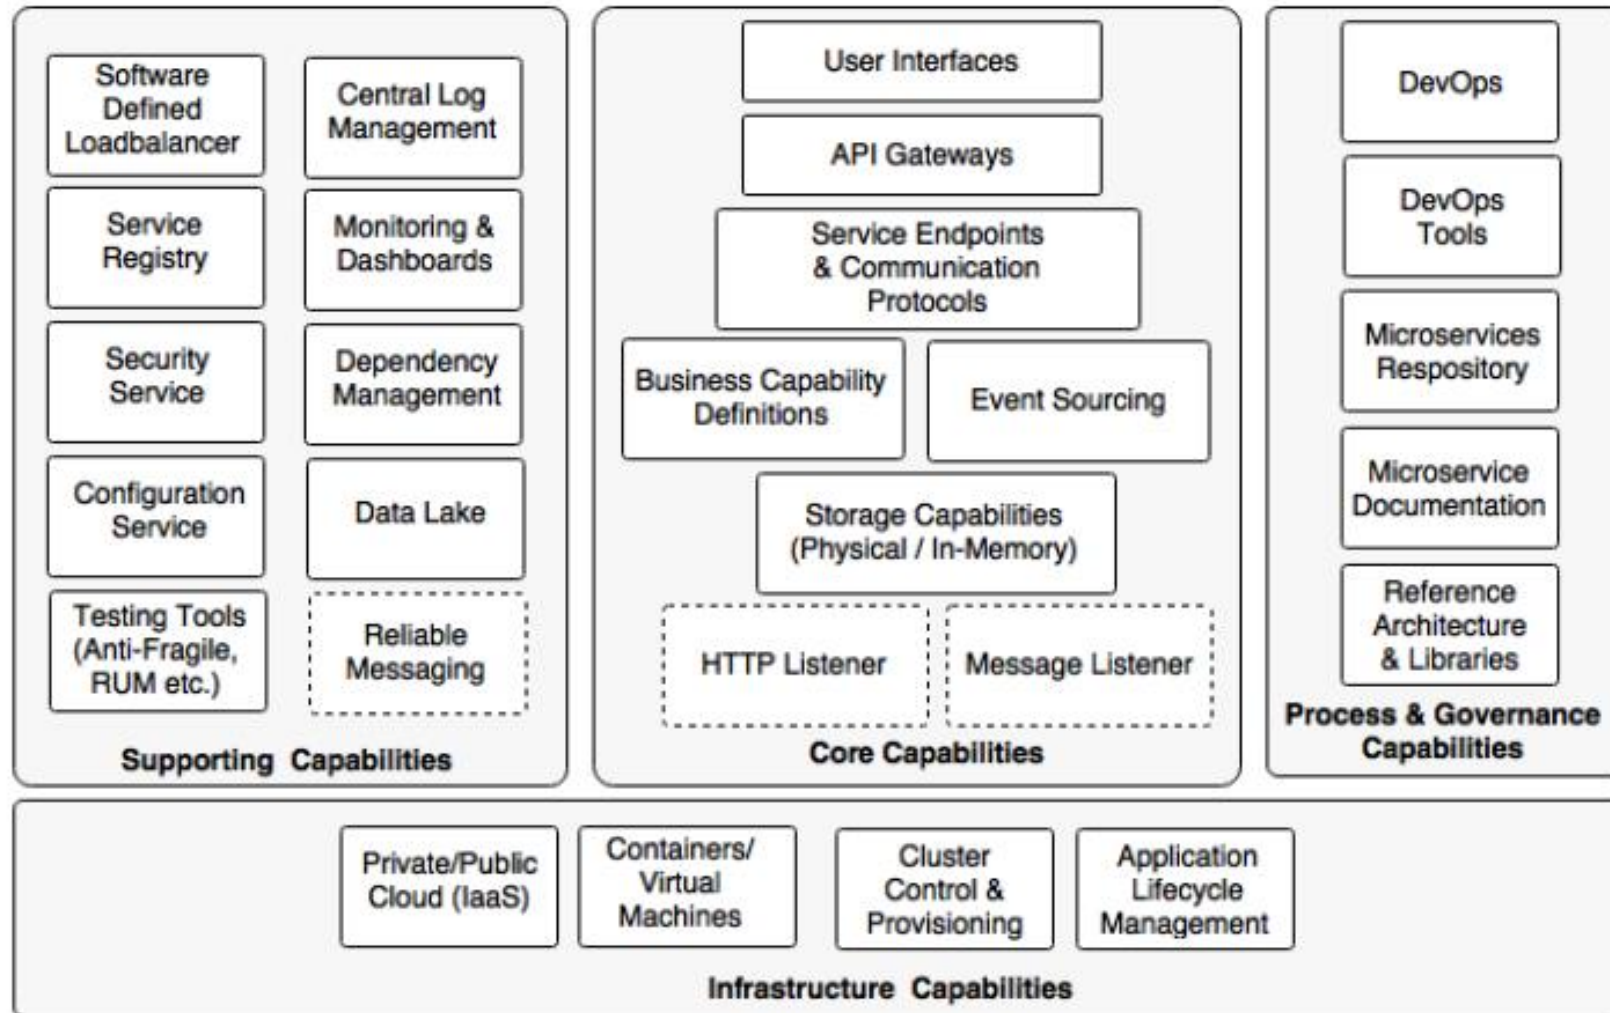 Software
Defined
Loadbalancer
Central Log
Management
Service
Registry
Monitoring &
Dashboards
Security
Service
Dependency
Management
Configuration
Service
Data Lake
Testing Tools
(Anti-Fragile,
RUM etc.)
Reliable
Messaging
Supporting Capabilities
User Interfaces
API Gateways
Service Endpoints
& Communication
Protocols
Business Capability
Definitions
Event Sourcing
Storage Capabilities
(Physical / In-Memory)
HTTP Listener
Message Listener
Core Capabilities
DevOps
DevOps
Tools
Microservices
Respository
Microservice
Documentation
Reference
Architecture
& Libraries
Process & Governance
Capabilities
Private/Public
Cloud (IaaS)
Containers/
Virtual
Machines
Cluster
Control &
Provisioning
Application
Lifecycle
Management
Infrastructure Capabilities